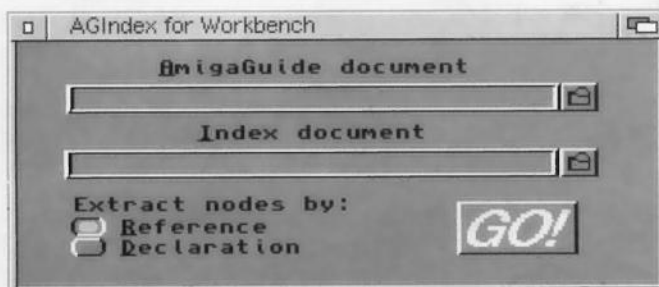 AGIndex for Workbench
AmigaGuide document
Index document
Extract nodes by:
Reference
Declaration
GO!